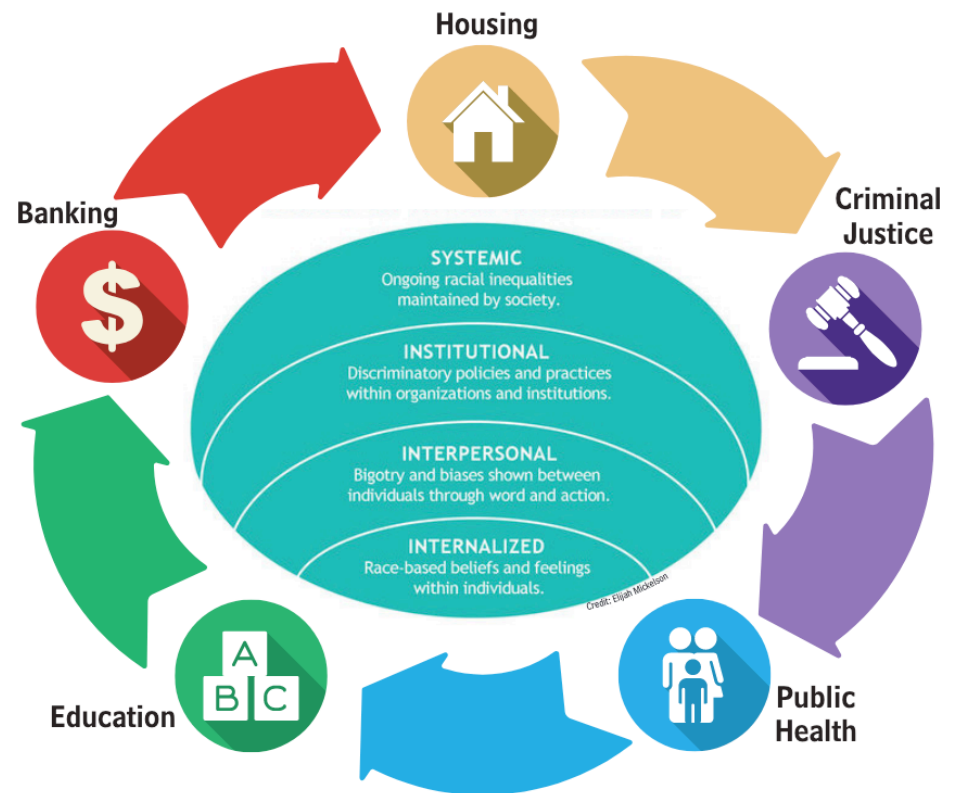 Housing
Banking
Criminal
Justice
$
SYSTEMIC
Ongoing racial inequalities
maintained by society.
INSTITUTIONAL
Discriminatory policies and practices
within organizations and institutions.
INTERPERSONAL
Bigotry and biases shown between
individuals through word and action.
INTERNALIZED
Race-based beliefs and feelings
within individuals.
Credit: Elijah Mickelson
A
B C
Education
Public
Health